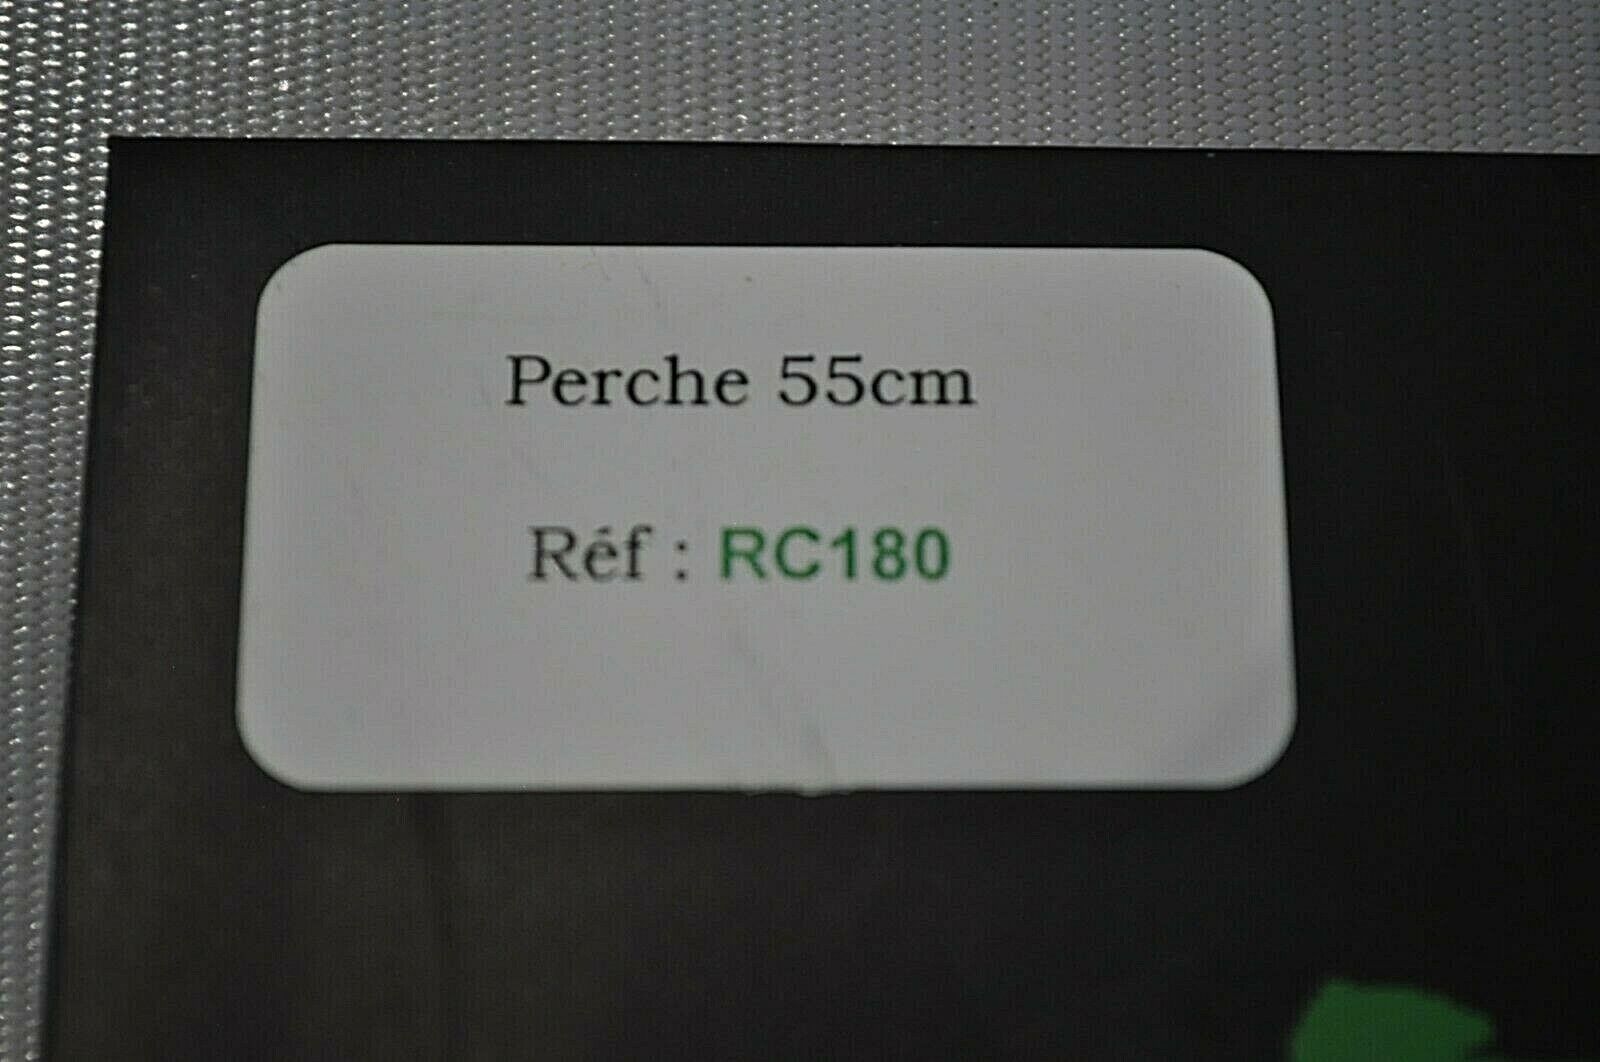 Perche 55cm
Réf : RC180